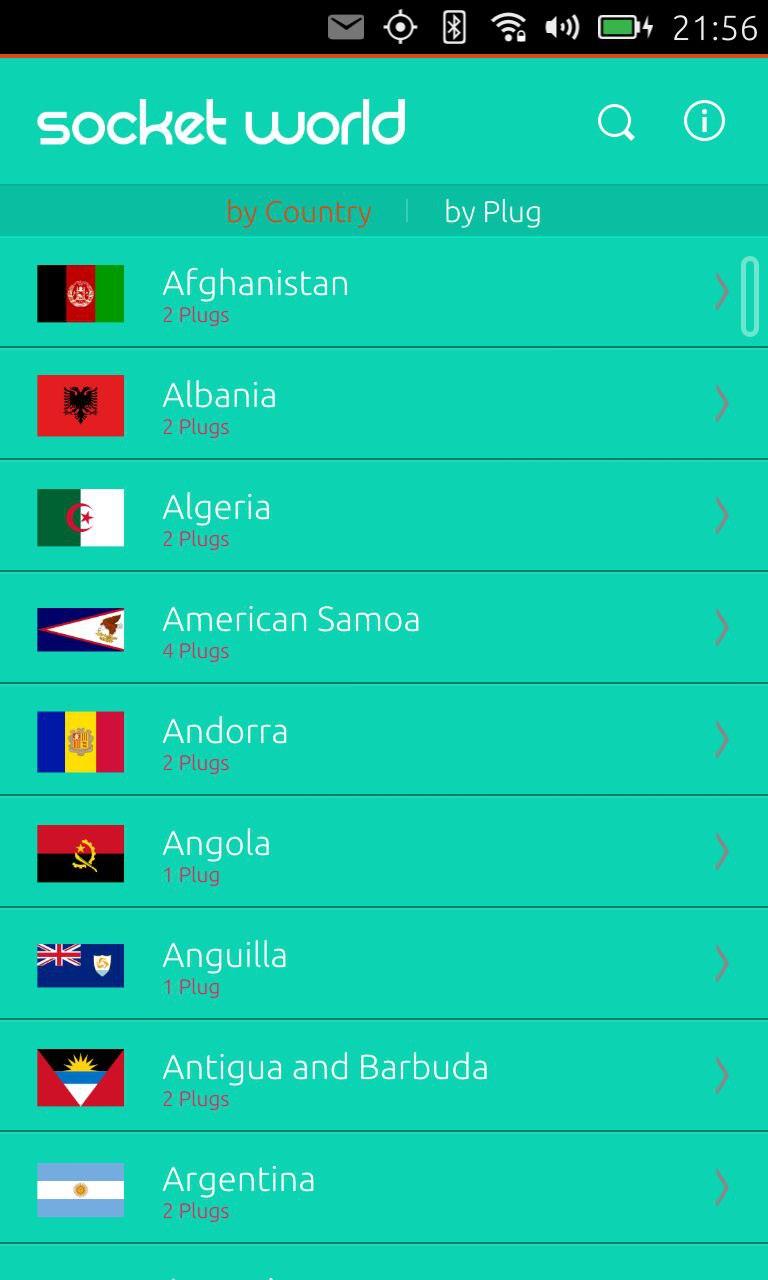 21:56
socket world
by Country | by Plug
Afghanistan
2 Plugs
Albania
2 Plugs
Algeria
2 Plugs
American Samoa
4 Plugs
Andorra
2 Plugs
Angola
1 Plug
Anguilla
1 Plug
Antigua and Barbuda
2 Plugs
Argentina
2 Plugs